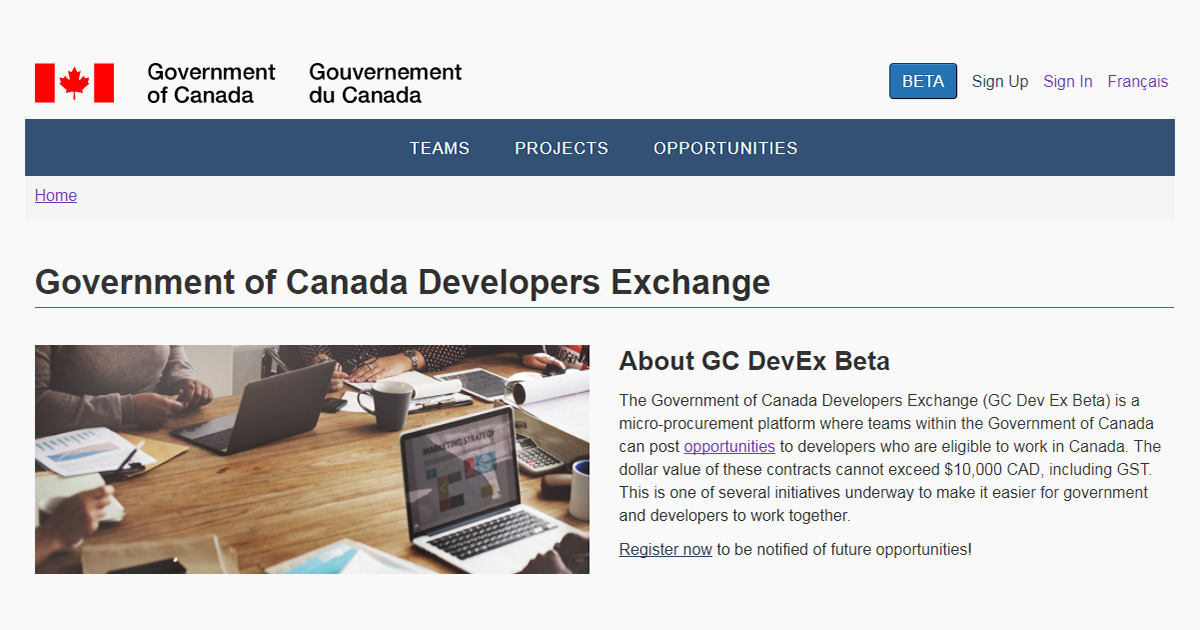 Government of Canada
Gouvernement du Canada
BETA Sign Up Sign In Français
TEAMS PROJECTS OPPORTUNITIES
Home
Government of Canada Developers Exchange
MARKETING STRATEGY
About GC DevEx Beta
The Government of Canada Developers Exchange (GC Dev Ex Beta) is a
micro-procurement platform where teams within the Government of Canada
can post opportunities to developers who are eligible to work in Canada. The
dollar value of these contracts cannot exceed $10,000 CAD, including GST.
This is one of several initiatives underway to make it easier for government
and developers to work together.
Register now to be notified of future opportunities!